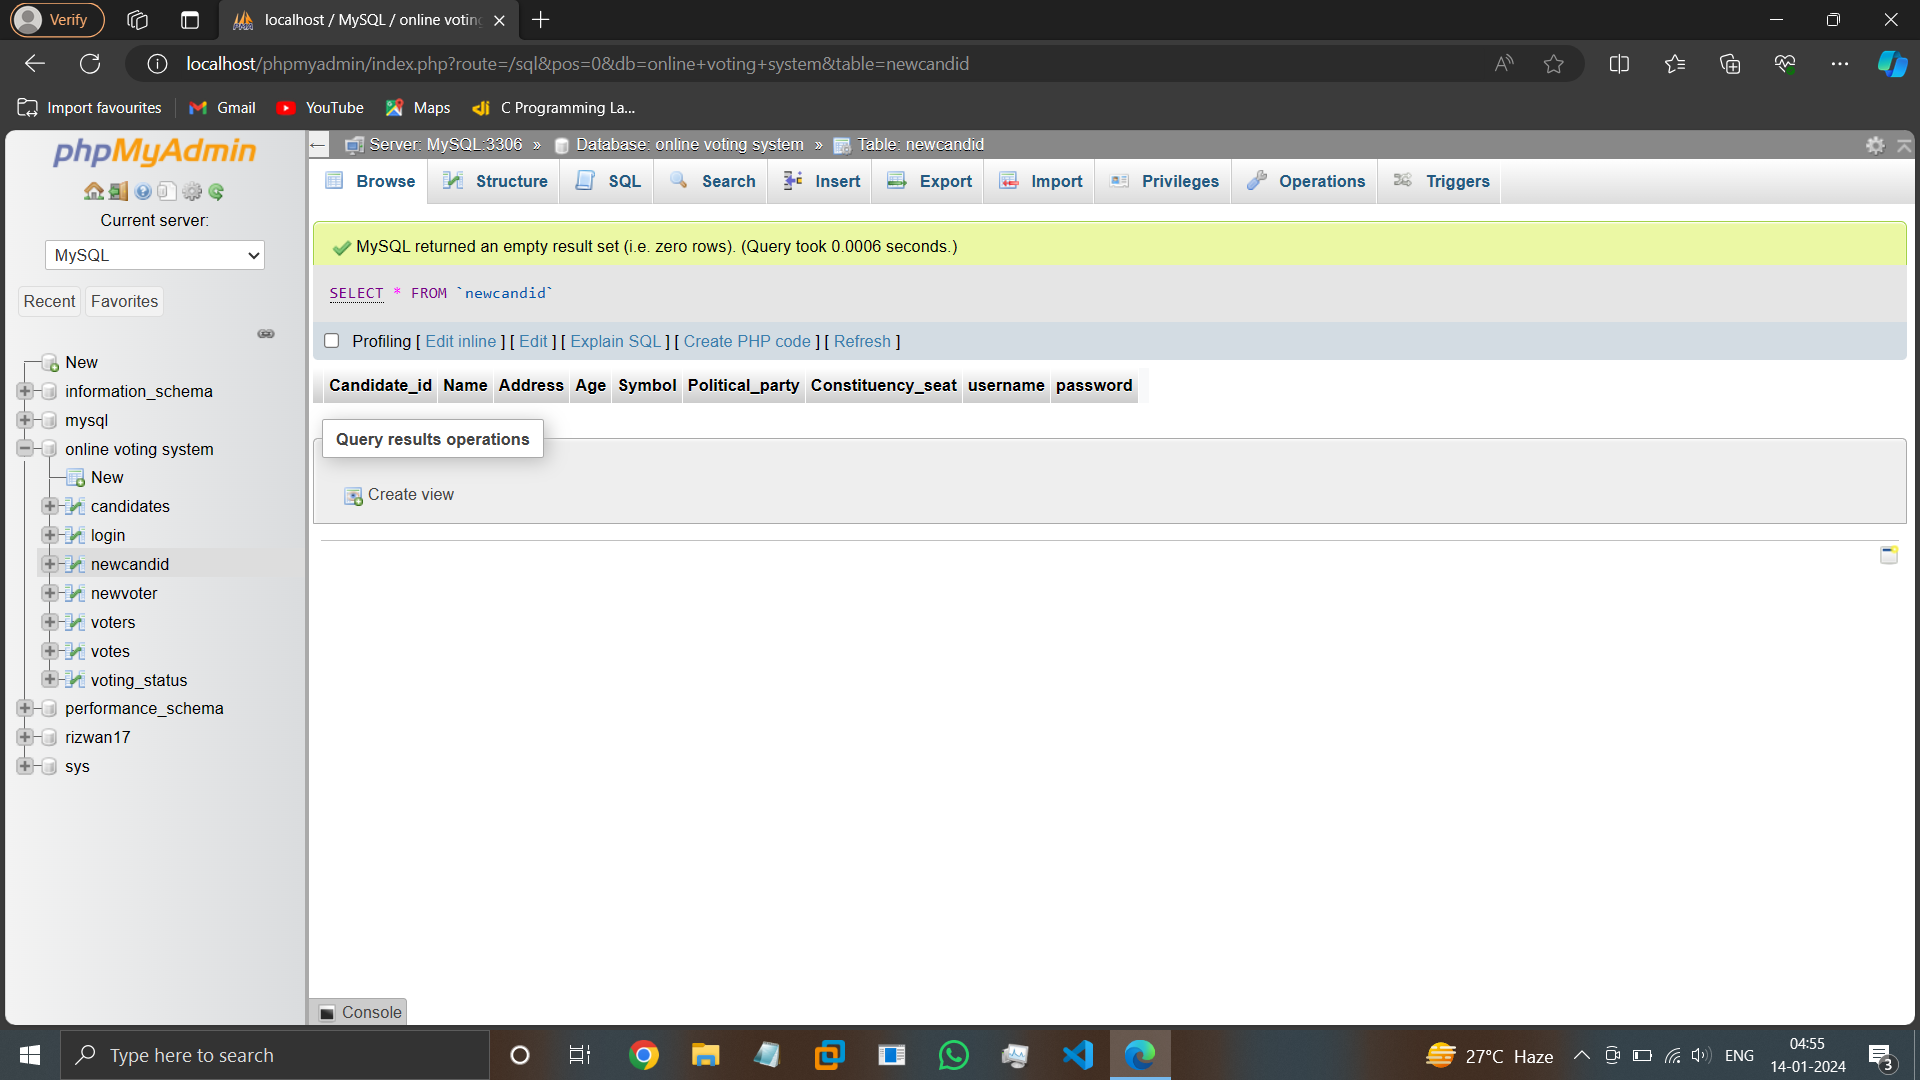 Verify
localhost / MySQL / online voting
localhost/phpmyadmin/index.php?route=/sql&pos=0&db=online+voting+system&table=newcandid
Import favourites
Gmail
YouTube
Maps
C Programming La...
phpMyAdmin
Current server:
MySQL
Recent
Favorites
New
information_schema
mysql
online voting system
New
candidates
login
newcandid
newvoter
voters
votes
voting_status
performance_schema
rizwan17
sys
Server: MySQL:3306 » Database: online voting system » Table: newcandid
Browse
Structure
SQL
Search
Insert
Export
Import
Privileges
Operations
Triggers
MySQL returned an empty result set (i.e. zero rows). (Query took 0.0006 seconds.)
SELECT * FROM `newcandid`
Profiling [ Edit inline ] [ Edit ] [ Explain SQL ] [ Create PHP code ] [ Refresh ]
Candidate_id Name Address Age Symbol Political_party Constituency_seat username password
Query results operations
Create view
Console
Type here to search
27°C Haze
ENG
04:55
14-01-2024
3